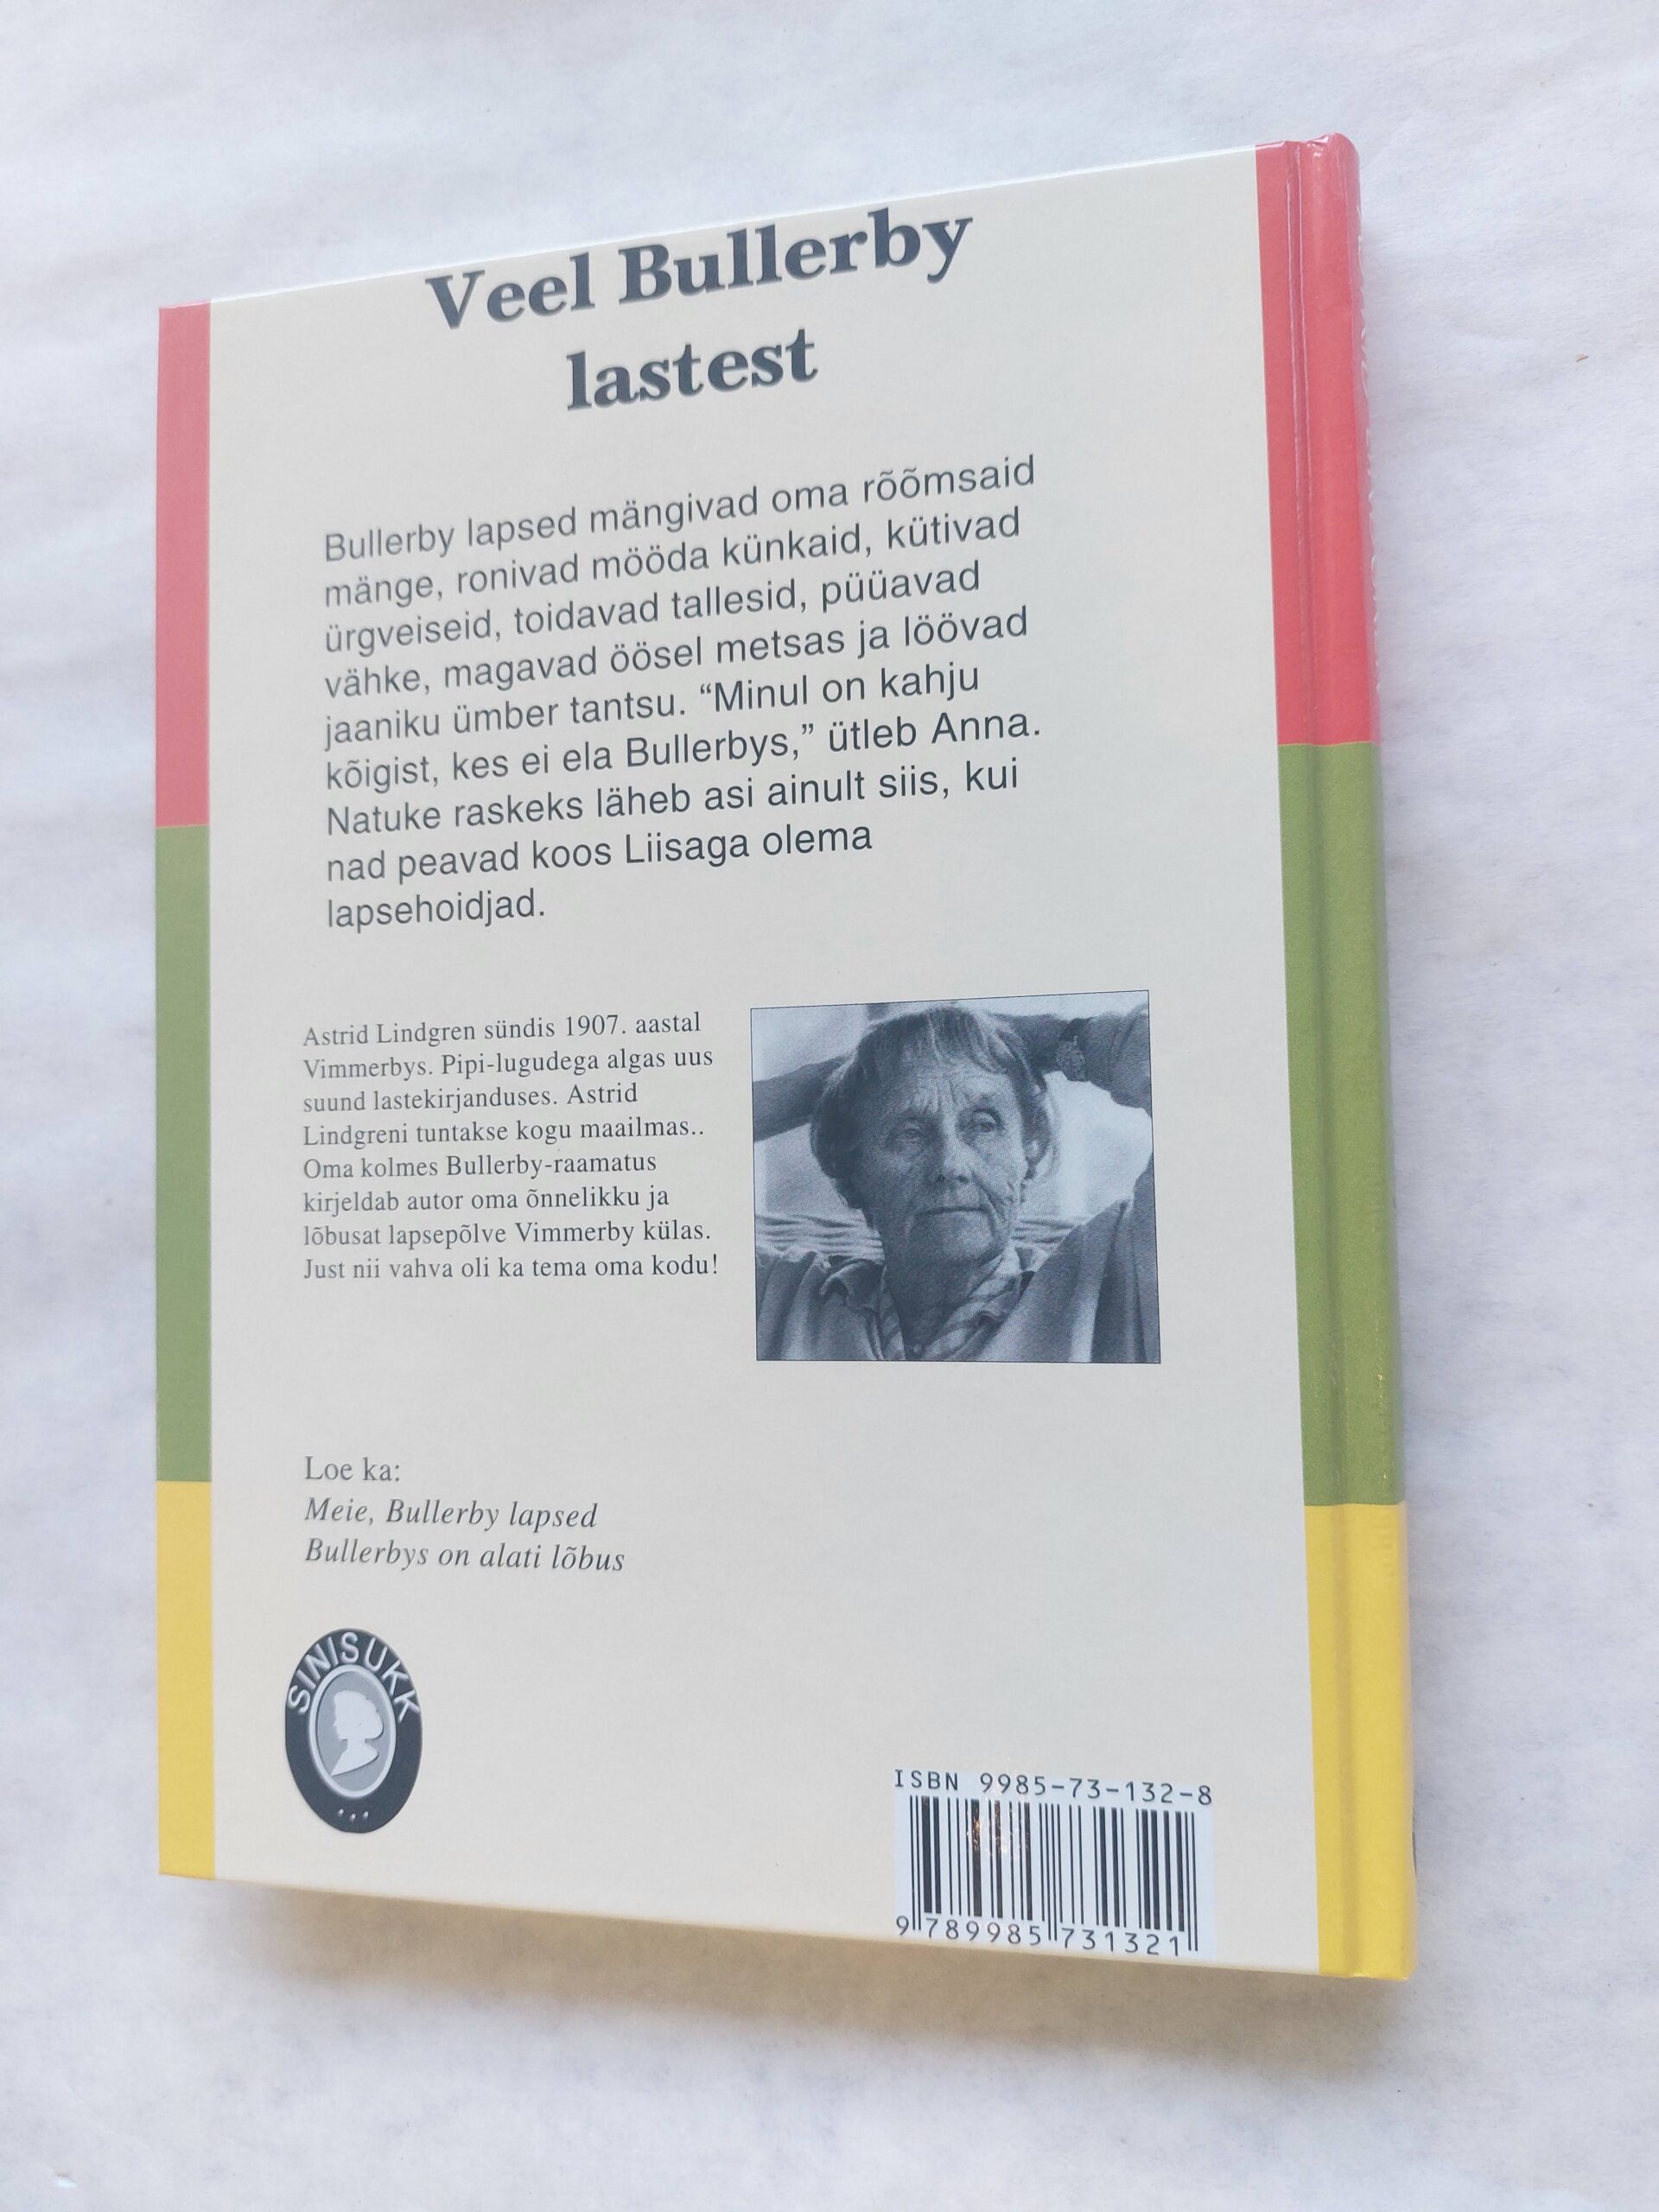 Veel Bullerby
lastest
Bullerby lapsed mängivad oma rõõmsaid
mänge, ronivad mööda künkaid, kütivad
ürgveiseid, toidavad tallesid, püüavad
vähke, magavad öösel metsas ja löövad
jaaniku ümber tantsu. “Minul on kahju
kõigist, kes ei ela Bullerbys,” ütleb Anna.
Natuke raskeks läheb asi ainult siis, kui
nad peavad koos Liisaga olema
lapsehoidjad.
Astrid Lindgren sündis 1907. aastal
Vimmerbys. Pipi-lugudega algas uus
suund lastekirjanduses. Astrid
Lindgreni tuntakse kogu maailmas..
Oma kolmes Bullerby-raamatus
kirjeldab autor oma õnnelikku ja
lõbusat lapsepõlve Vimmerby külas.
Just nii vahva oli ka tema oma kodu!
Loe ka:
Meie, Bullerby lapsed
Bullerbys on alati lõbus
SINISUKK
ISBN 9985-73-132-8
9 789985 731321